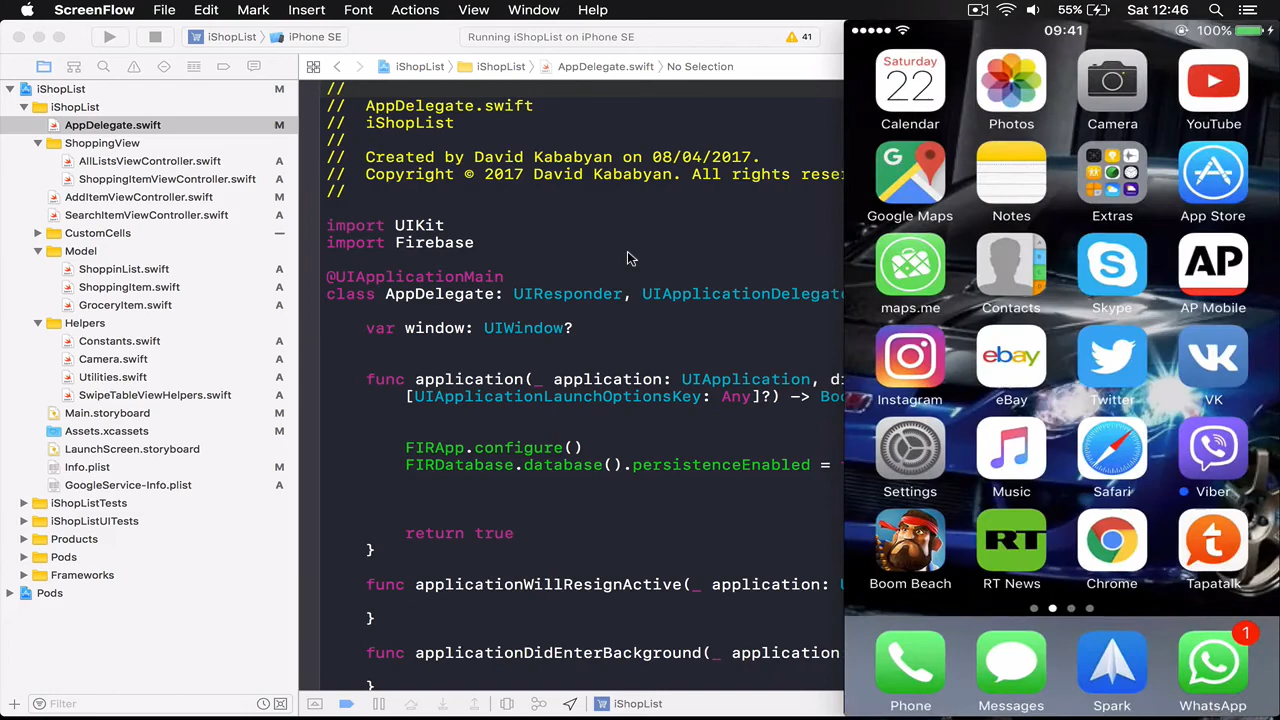 ScreenFlow File Edit Mark Insert Font Actions View Window Help 55% Sat 12:46
iShopList iPhone SE Running iShopList on iPhone SE 41
iShopList iShopList AppDelegate.swift No Selection
iShopList M
iShopList
AppDelegate.swift M
ShoppingView
AllListsViewController.swift A
ShoppingItemViewController.swift A
AddItemViewController.swift A
SearchItemViewController.swift A
CustomCells
Model
ShoppinList.swift A
ShoppingItem.swift A
GroceryItem.swift A
Helpers
Constants.swift A
Camera.swift A
Utilities.swift A
SwipeTableViewHelpers.swift A
Main.storyboard M
Assets.xcassets A
LaunchScreen.storyboard
Info.plist M
GoogleService-Info.plist A
iShopListTests
iShopListUITests
Products
Pods
Frameworks
Pods
Filter
//
// AppDelegate.swift
// iShopList
//
// Created by David Kababyan on 08/04/2017.
// Copyright © 2017 David Kababyan. All rights rese
//
import UIKit
import Firebase
@UIApplicationMain
class AppDelegate: UIResponder, UIApplicationDelegate
var window: UIWindow?
func application(_ application: UIApplication, di
[UIApplicationLaunchOptionsKey: Any]?) -> Boo
FIRApp.configure()
FIRDatabase.database().persistenceEnabled =
return true
}
func applicationWillResignActive(_ application: U
}
func applicationDidEnterBackground(_ application
}
iShopList
09:41 100%
Saturday
22
Calendar Photos Camera YouTube
G
Google Maps Notes Extras App Store
S AP
maps.me Contacts Skype AP Mobile
ebay
Instagram eBay Twitter VK
Settings Music Safari Viber
RT
Boom Beach RT News Chrome Tapatalk
1
Phone Messages Spark WhatsApp